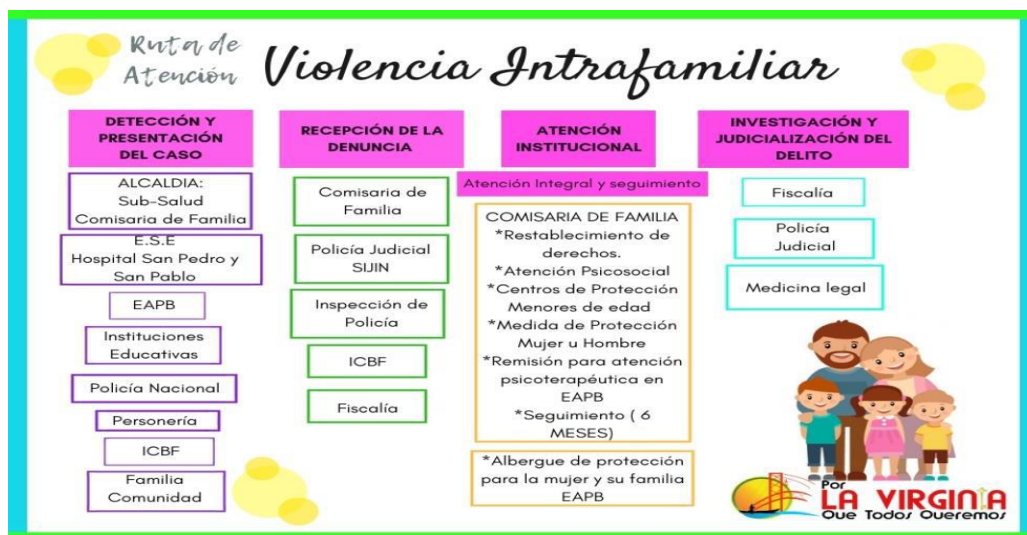 Ruta de
Atención
Violencia Intrafamiliar
DETECCIÓN Y
PRESENTACIÓN
DEL CASO
ALCALDIA:
Sub-Salud
Comisaria de Familia
E.S.E
Hospital San Pedro y
San Pablo
EAPB
Instituciones
Educativas
Policía Nacional
Personería
ICBF
Familia
Comunidad
RECEPCIÓN DE LA
DENUNCIA
Comisaria de
Familia
Policía Judicial
SIJIN
Inspección de
Policía
ICBF
Fiscalía
ATENCIÓN
INSTITUCIONAL
Atención Integral y seguimiento
COMISARIA DE FAMILIA
*Restablecimiento de
derechos.
*Atención Psicosocial
*Centros de Protección
Menores de edad
*Medida de Protección
Mujer u Hombre
*Remisión para atención
psicoterapéutica en
EAPB
*Seguimiento ( 6
MESES)
*Albergue de protección
para la mujer y su familia
EAPB
INVESTIGACIÓN Y
JUDICIALIZACIÓN DEL
DELITO
Fiscalía
Policía
Judicial
Medicina legal
Por
LA VIRGINIA
Que Todos Queremos